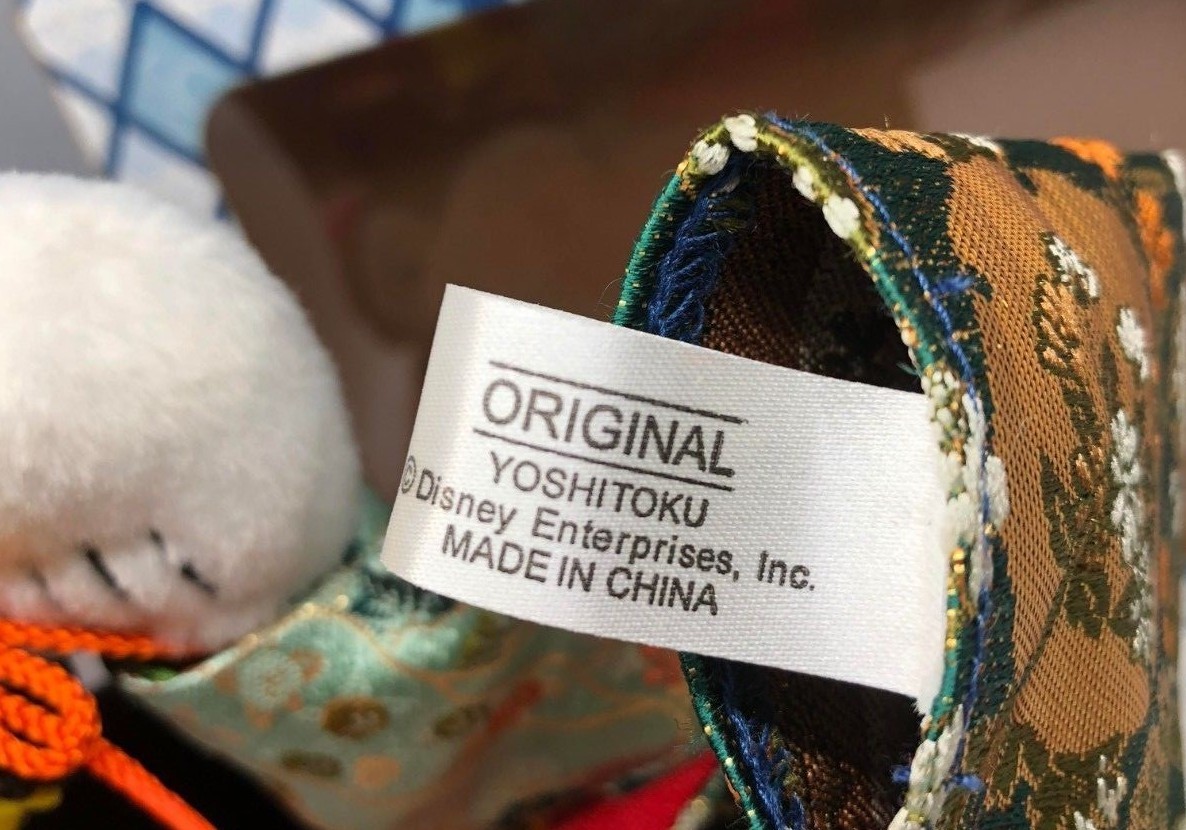 ORIGINAL
YOSHITOKU
©Disney Enterprises, Inc.
MADE IN CHINA